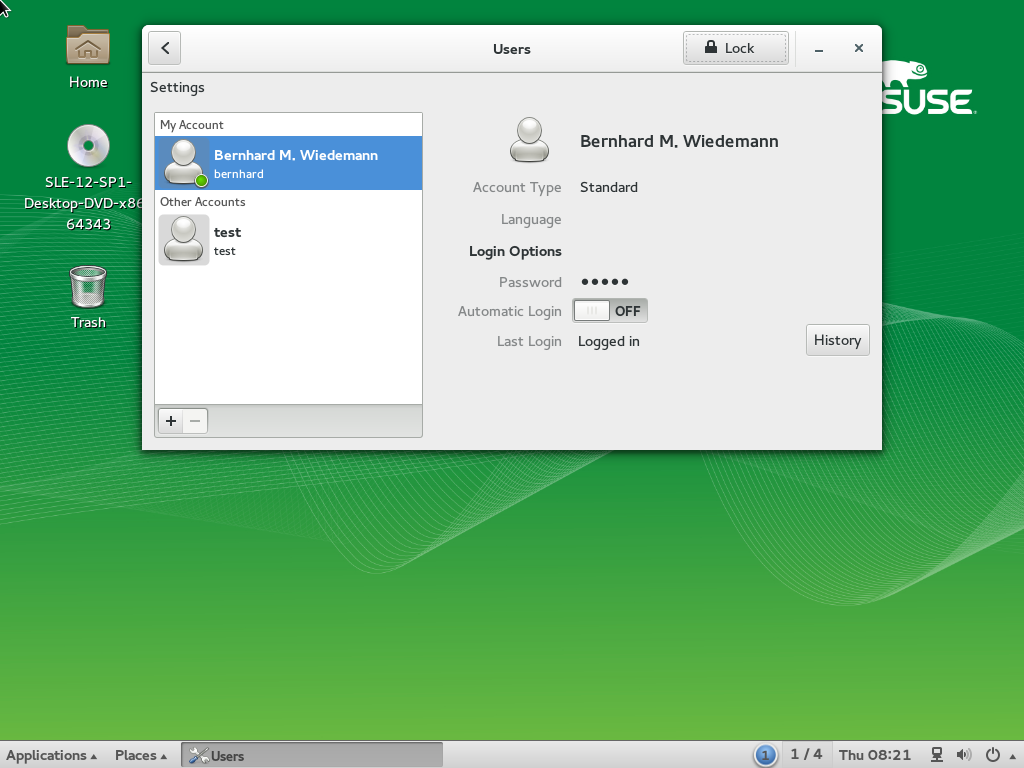 Home
SLE-12-SP1-
Desktop-DVD-x86
64343
Trash
Users
Lock
SUSE
Settings
My Account
Bernhard M. Wiedemann
bernhard
Other Accounts
test
test
Bernhard M. Wiedemann
Account Type Standard
Language
Login Options
Password •••••
Automatic Login OFF
Last Login Logged in
History
Applications Places Users 1 1 / 4 Thu 08:21